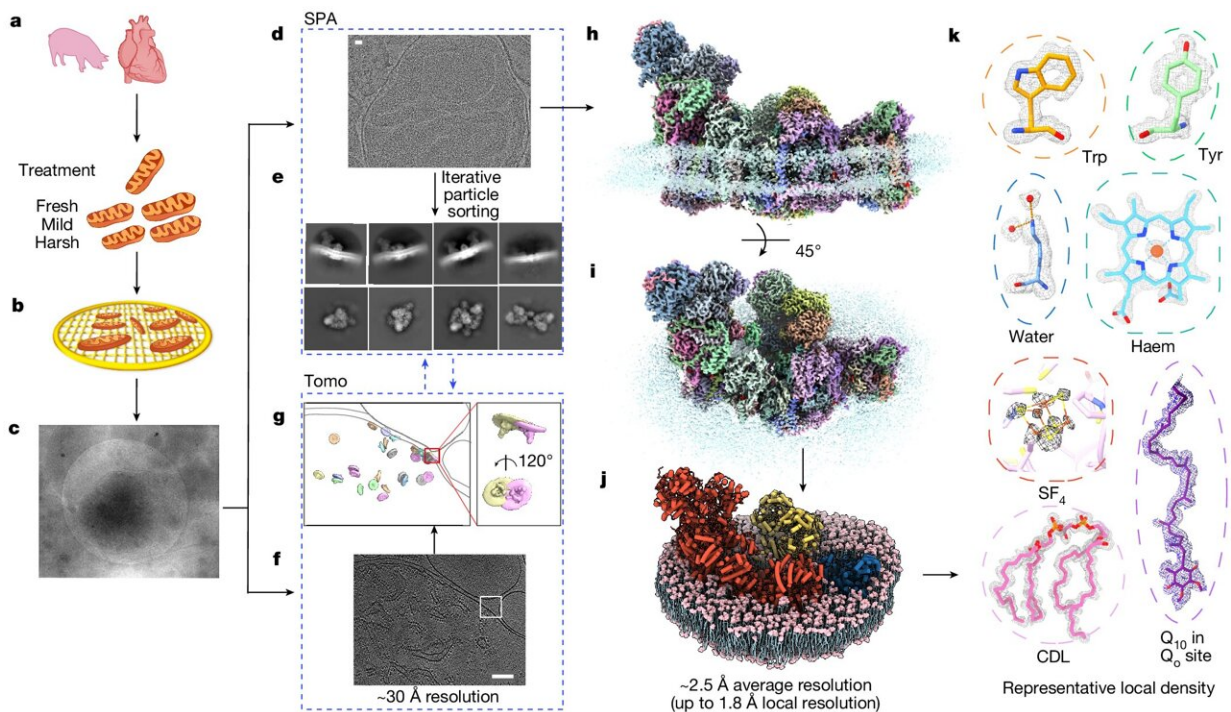 a
Treatment
Fresh
Mild
Harsh
b
c
SPA
d
e
Iterative
particle
sorting
Tomo
g
120°
f
~30 Å resolution
h
45°
i
j
~2.5 Å average resolution
(up to 1.8 Å local resolution)
k
Trp
Tyr
Water
Haem
SF4
CDL
Q10 in
Qo site
Representative local density